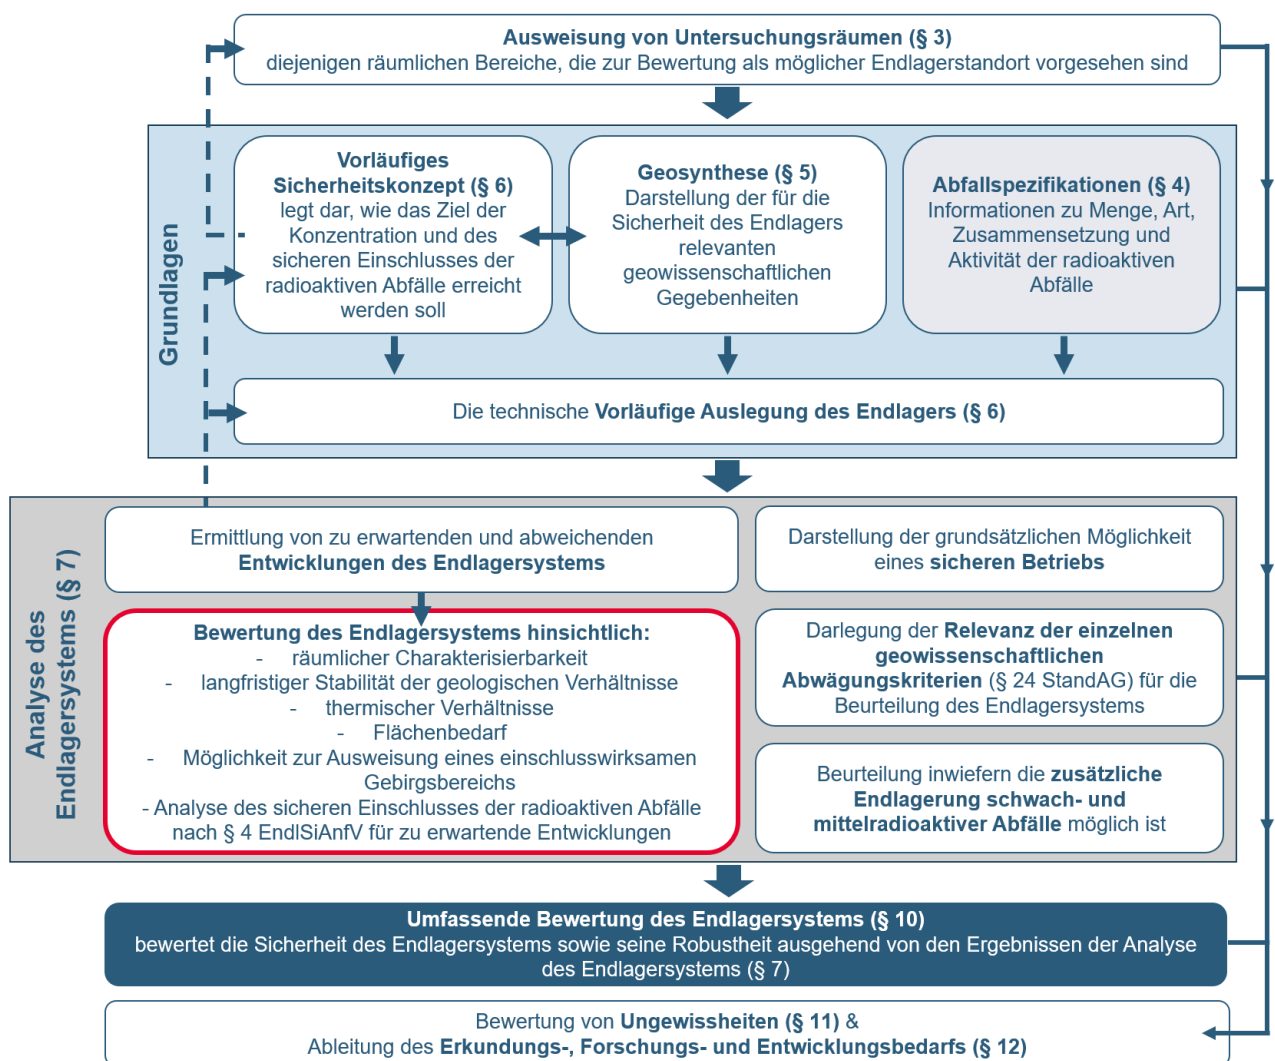 Ausweisung von Untersuchungsräumen (§ 3)
diejenigen räumlichen Bereiche, die zur Bewertung als möglicher Endlagerstandort vorgesehen sind
Grundlagen
Vorläufiges
Sicherheitskonzept (§ 6)
legt dar, wie das Ziel der
Konzentration und des
sicheren Einschlusses der
radioaktiven Abfälle erreicht
werden soll
Geosynthese (§ 5)
Darstellung der für die
Sicherheit des Endlagers
relevanten
geowissenschaftlichen
Gegebenheiten
Abfallspezifikationen (§ 4)
Informationen zu Menge, Art,
Zusammensetzung und
Aktivität der radioaktiven
Abfälle
Die technische Vorläufige Auslegung des Endlagers (§ 6)
Analyse des
Endlagersystems (§ 7)
Ermittlung von zu erwartenden und abweichenden
Entwicklungen des Endlagersystems
Bewertung des Endlagersystems hinsichtlich:
- räumlicher Charakterisierbarkeit
- langfristiger Stabilität der geologischen Verhältnisse
- thermischer Verhältnisse
- Flächenbedarf
- Möglichkeit zur Ausweisung eines einschlusswirksamen
Gebirgsbereichs
- Analyse des sicheren Einschlusses der radioaktiven Abfälle
nach § 4 EndlSiAnfV für zu erwartende Entwicklungen
Darstellung der grundsätzlichen Möglichkeit
eines sicheren Betriebs
Darlegung der Relevanz der einzelnen
geowissenschaftlichen
Abwägungskriterien (§ 24 StandAG) für die
Beurteilung des Endlagersystems
Beurteilung inwiefern die zusätzliche
Endlagerung schwach- und
mittelradioaktiver Abfälle möglich ist
Umfassende Bewertung des Endlagersystems (§ 10)
bewertet die Sicherheit des Endlagersystems sowie seine Robustheit ausgehend von den Ergebnissen der Analyse
des Endlagersystems (§ 7)
Bewertung von Ungewissheiten (§ 11) &
Ableitung des Erkundungs-, Forschungs- und Entwicklungsbedarfs (§ 12)